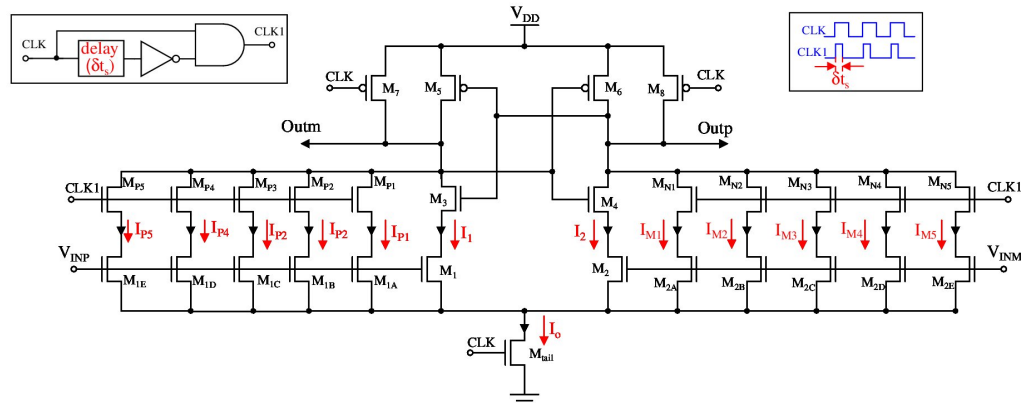 CLK
delay
(δts)
CLK1
VDD
CLK
CLK1
δts
CLK
M7
M5
M6
M8
CLK
Outm
Outp
CLK1
MP5
MP4
MP3
MP2
MP1
M3
M4
MN1
MN2
MN3
MN4
MN5
CLK1
IP5
IP4
IP2
IP2
IP1
I1
I2
IM1
IM2
IM3
IM4
IM5
VINP
M1E
M1D
M1C
M1B
M1A
M1
M2
M2A
M2B
M2C
M2D
M2E
VINM
Io
CLK
Mtail